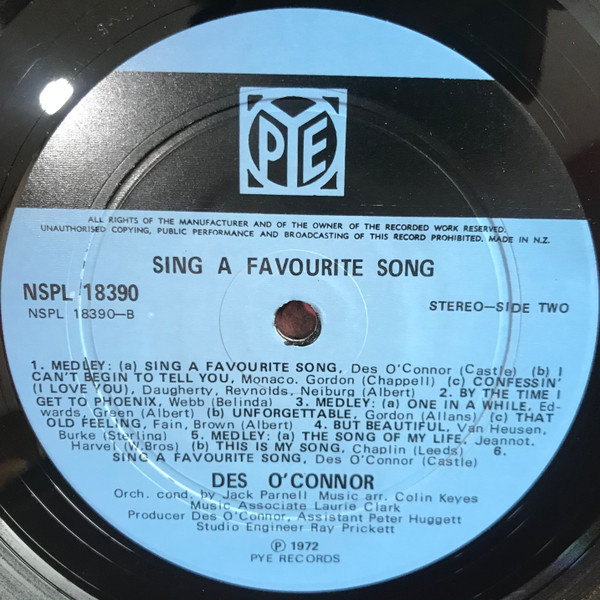 PYE
ALL RIGHTS OF THE MANUFACTURER AND OF THE OWNER OF THE RECORDED WORK RESERVED.
UNAUTHORISED COPYING, PUBLIC PERFORMANCE AND BROADCASTING OF THIS RECORD PROHIBITED. MADE IN N.Z.
SING A FAVOURITE SONG
NSPL 18390
STEREO—SIDE TWO
NSPL 18390—B
1. MEDLEY: (a) SING A FAVOURITE SONG, Des O'Connor (Castle) (b) I
CAN'T BEGIN TO TELL YOU, Monaco. Gordon (Chappell) (c) CONFESSIN'
(I LOVE YOU), Daugherty, Reynolds, Neiburg (Albert) 2. BY THE TIME I
GET TO PHOENIX, Webb (Belinda) 3. MEDLEY: (a) ONE IN A WHILE, Ed-
wards, Green (Albert) (b) UNFORGETTABLE, Gordon (Allans) (c) THAT
OLD FEELING, Fain, Brown (Albert) 4. BUT BEAUTIFUL, Van Heusen,
Burke (Sterling) 5. MEDLEY: (a) THE SONG OF MY LIFE, Jeannot.
Harvel (W.Bros) (b) THIS IS MY SONG, Chaplin (Leeds) 6.
SING A FAVOURITE SONG, Des O'Connor (Castle)
DES O'CONNOR
Orch. cond. by Jack Parnell Music arr. Colin Keyes
Music Associate Laurie Clark
Producer Des O'Connor, Assistant Peter Huggett
Studio Engineer Ray Prickett
Ⓟ 1972
PYE RECORDS